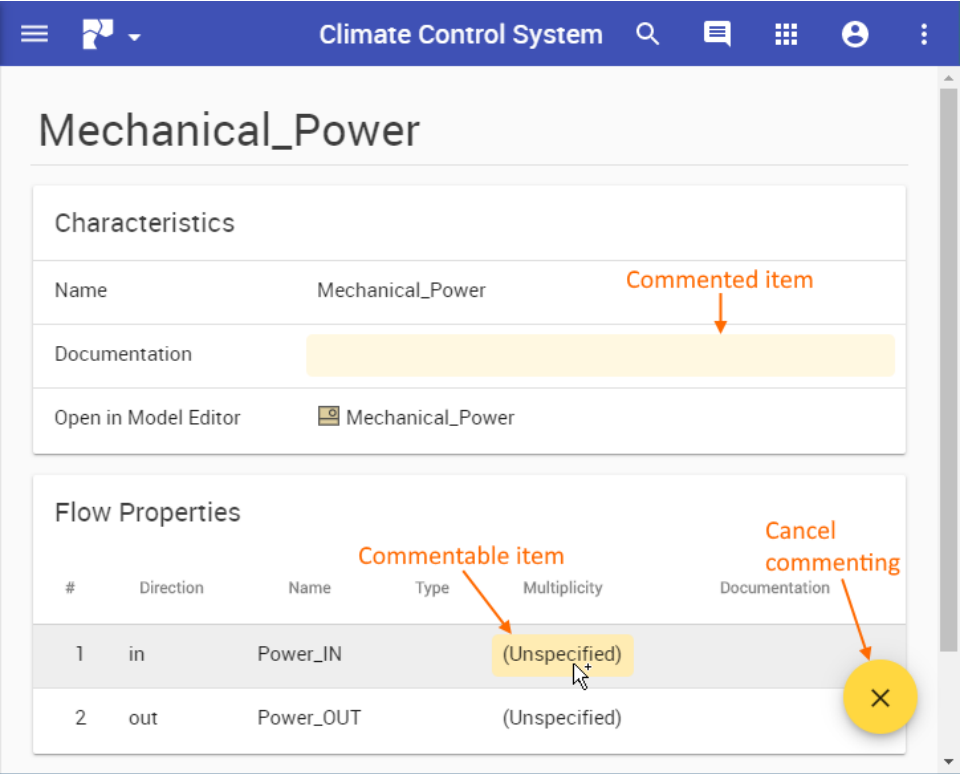 Climate Control System
Mechanical_Power
Characteristics
Name Mechanical_Power
Commented item
Documentation
Open in Model Editor Mechanical_Power
Flow Properties
Cancel
commenting
Commentable item
# Direction Name Type Multiplicity Documentation
1 in Power_IN (Unspecified)
2 out Power_OUT (Unspecified)